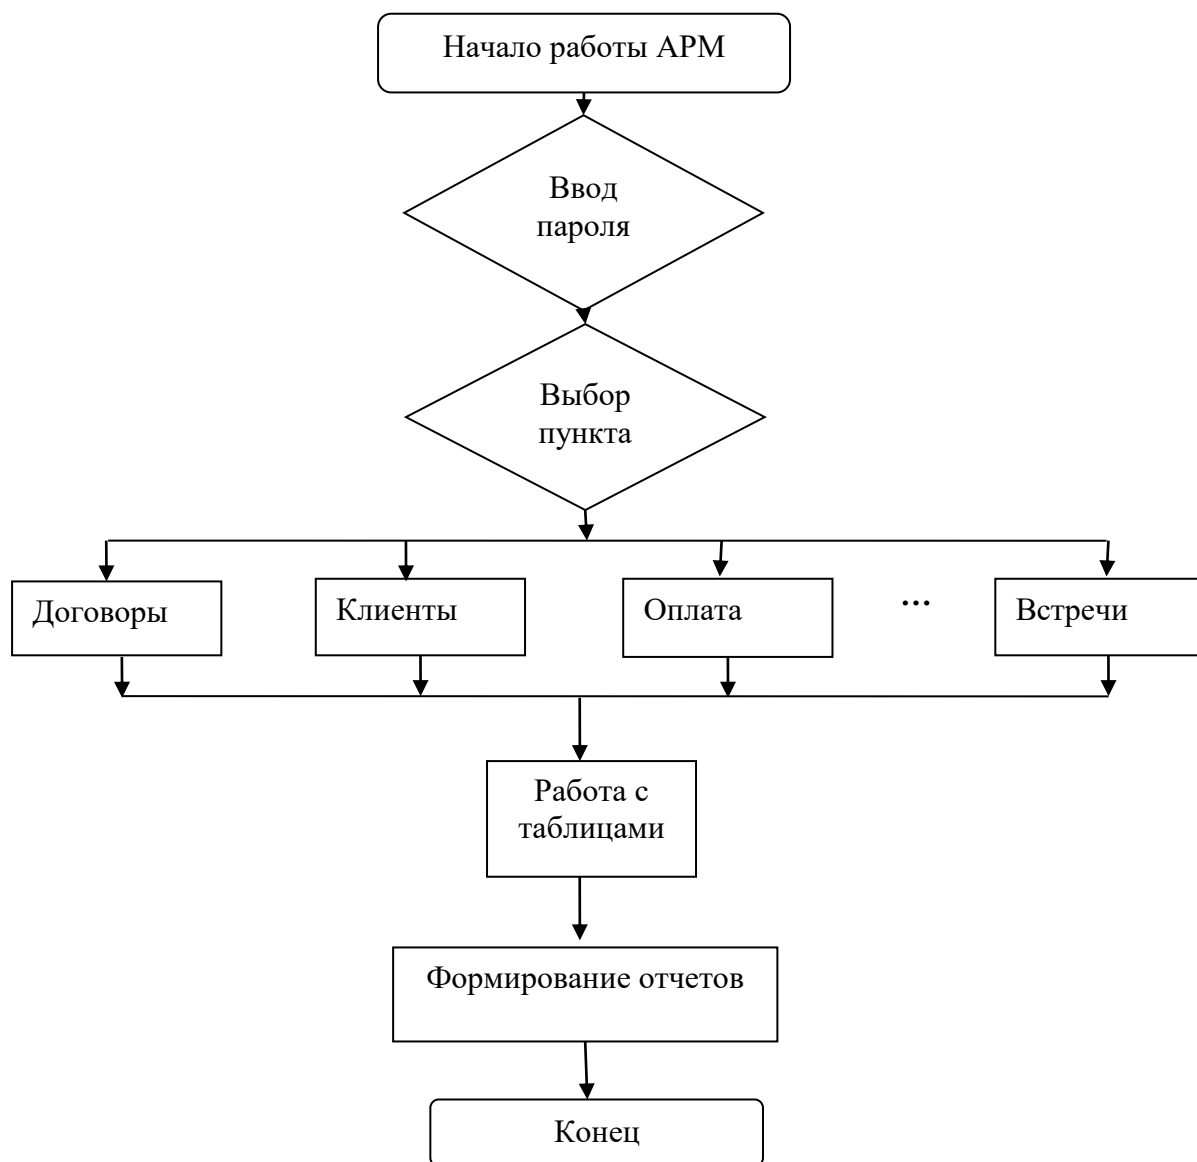 Начало работы АРМ
Ввод
пароля
Выбор
пункта
Договоры
Клиенты
Оплата
...
Встречи
Работа с
таблицами
Формирование отчетов
Конец